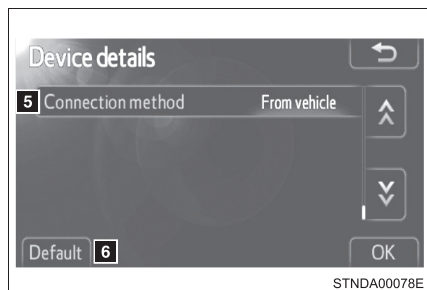 Device details
5 Connection method From vehicle
Default 6
OK
STNDA00078E